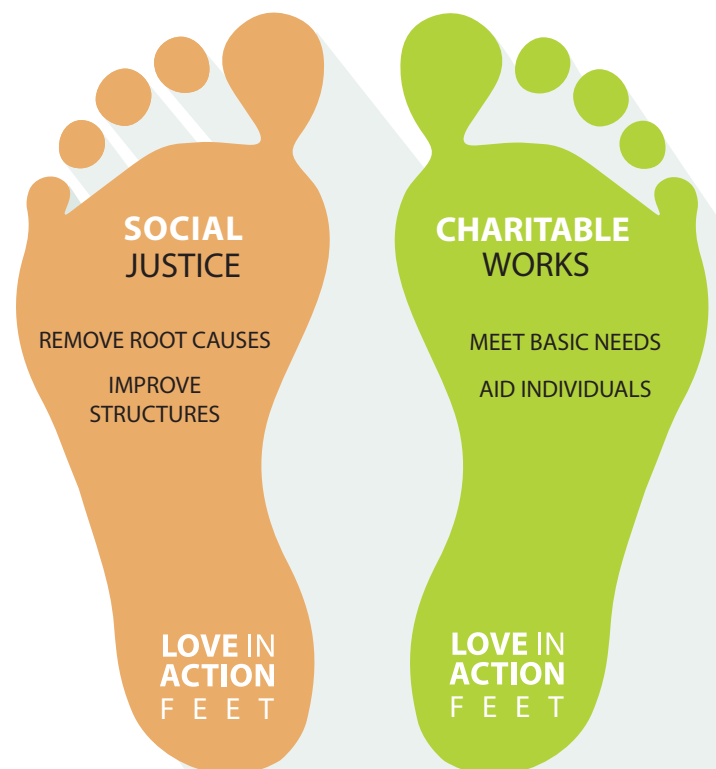 SOCIAL
JUSTICE
REMOVE ROOT CAUSES
IMPROVE
STRUCTURES
LOVE IN
ACTION
FEET
CHARITABLE
WORKS
MEET BASIC NEEDS
AID INDIVIDUALS
LOVE IN
ACTION
FEET